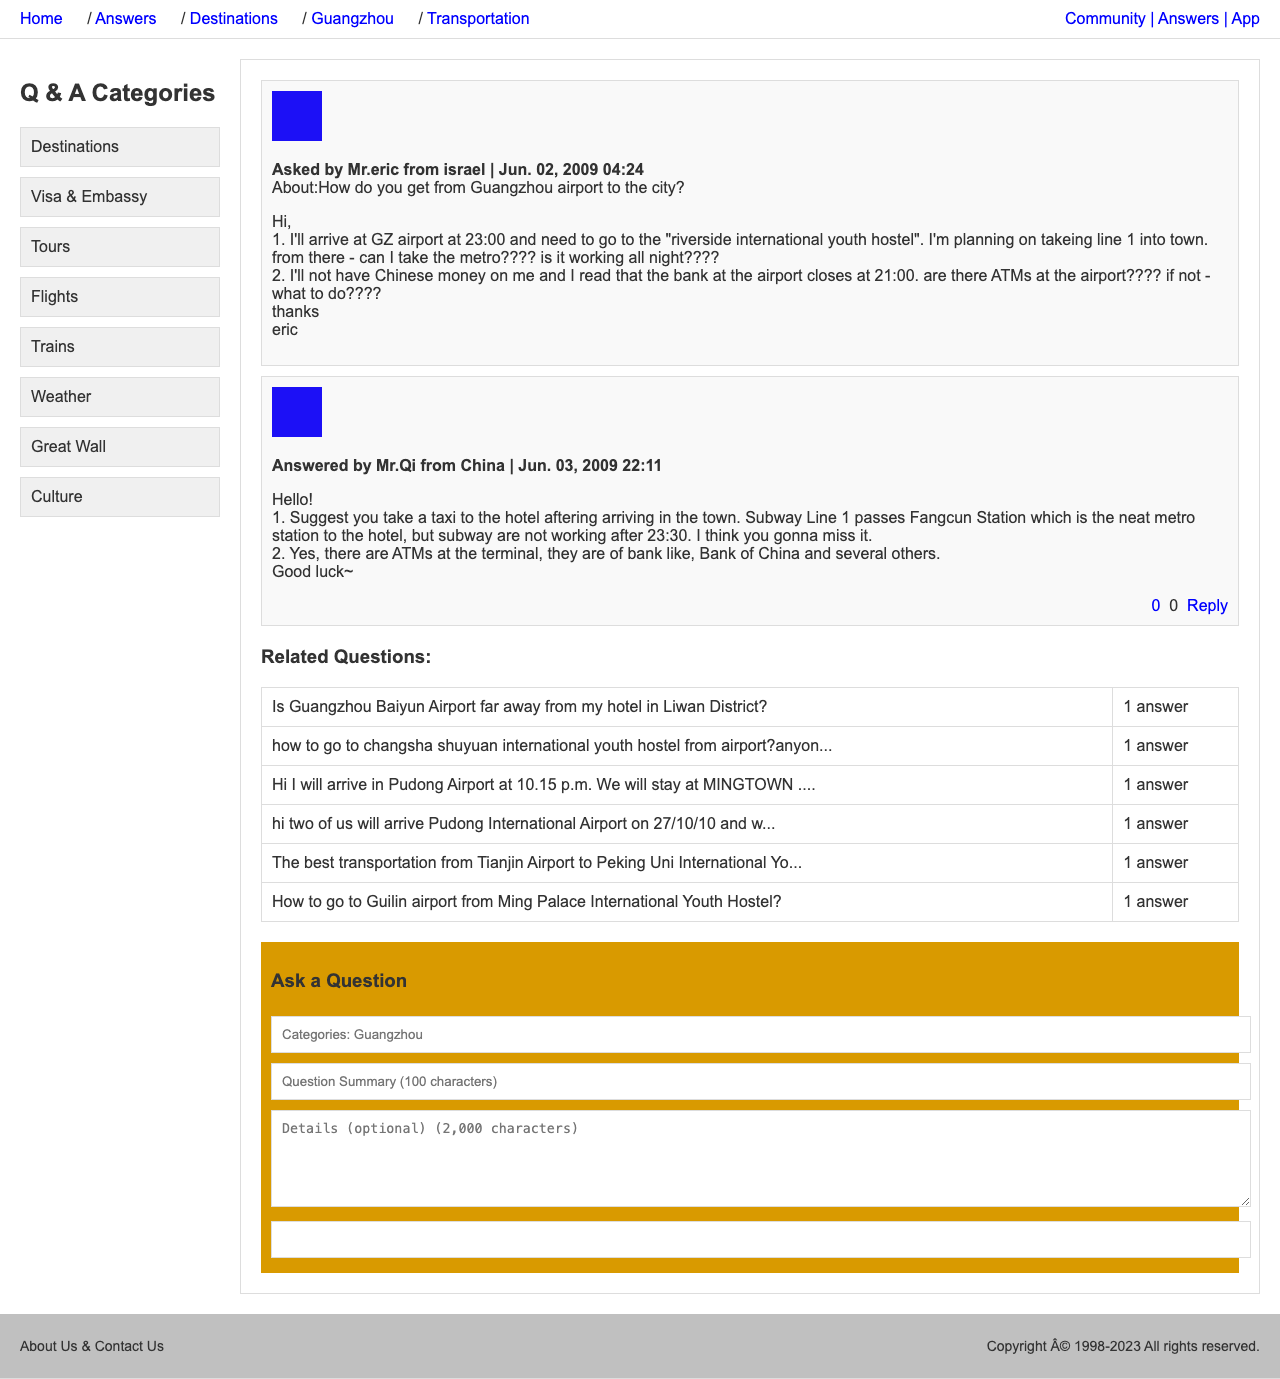 Home / Answers / Destinations / Guangzhou / Transportation
Community | Answers | App
Q & A Categories
Destinations
Visa & Embassy
Tours
Flights
Trains
Weather
Great Wall
Culture
Asked by Mr.eric from israel | Jun. 02, 2009 04:24
About:How do you get from Guangzhou airport to the city?
Hi,
1. I'll arrive at GZ airport at 23:00 and need to go to the "riverside international youth hostel". I'm planning on takeing line 1 into town.
from there - can I take the metro???? is it working all night????
2. I'll not have Chinese money on me and I read that the bank at the airport closes at 21:00. are there ATMs at the airport???? if not -
what to do????
thanks
eric
Answered by Mr.Qi from China | Jun. 03, 2009 22:11
Hello!
1. Suggest you take a taxi to the hotel aftering arriving in the town. Subway Line 1 passes Fangcun Station which is the neat metro
station to the hotel, but subway are not working after 23:30. I think you gonna miss it.
2. Yes, there are ATMs at the terminal, they are of bank like, Bank of China and several others.
Good luck~
0 0 Reply
Related Questions:
Is Guangzhou Baiyun Airport far away from my hotel in Liwan District? 1 answer
how to go to changsha shuyuan international youth hostel from airport?anyon... 1 answer
Hi I will arrive in Pudong Airport at 10.15 p.m. We will stay at MINGTOWN .... 1 answer
hi two of us will arrive Pudong International Airport on 27/10/10 and w... 1 answer
The best transportation from Tianjin Airport to Peking Uni International Yo... 1 answer
How to go to Guilin airport from Ming Palace International Youth Hostel? 1 answer
Ask a Question
Categories: Guangzhou
Question Summary (100 characters)
Details (optional) (2,000 characters)
About Us & Contact Us
Copyright Â© 1998-2023 All rights reserved.